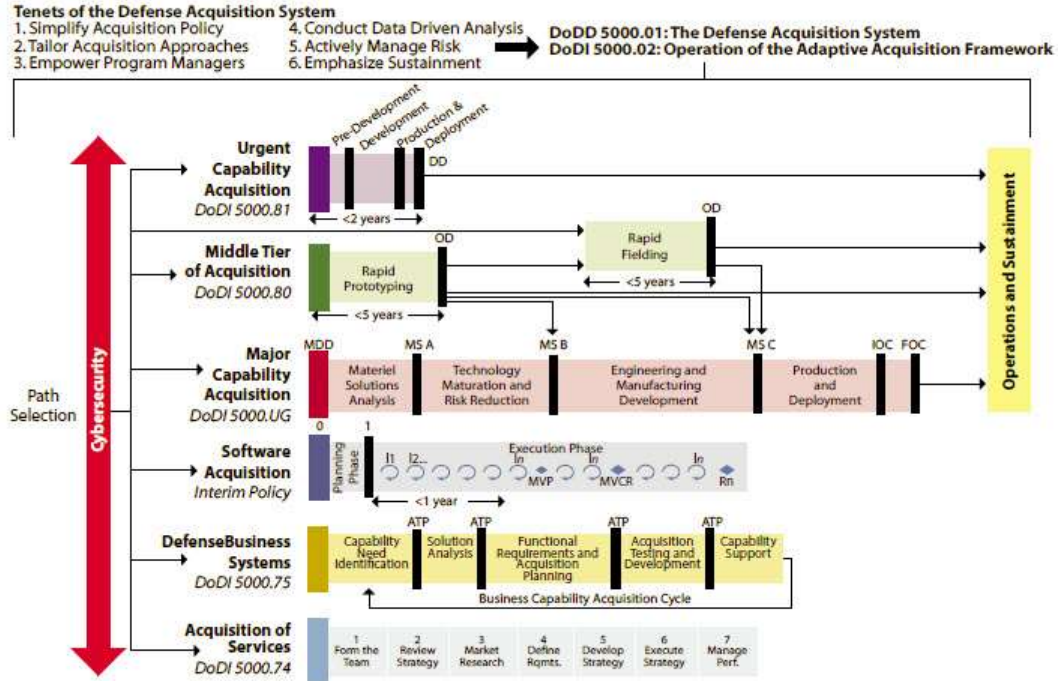 Tenets of the Defense Acquisition System
1. Simplify Acquisition Policy
2. Tailor Acquisition Approaches
3. Empower Program Managers
4. Conduct Data Driven Analysis
5. Actively Manage Risk
6. Emphasize Sustainment
DoDD 5000.01: The Defense Acquisition System
DoDI 5000.02: Operation of the Adaptive Acquisition Framework
Path
Selection
Cybersecurity
Urgent
Capability
Acquisition
DoDI 5000.81
Pre-Development
Development
Production &
Deployment
DD
<2 years
Middle Tier
of Acquisition
DoDI 5000.80
Rapid
Prototyping
OD
<5 years
Rapid
Fielding
OD
<5 years
Major
Capability
Acquisition
DoDI 5000.UG
MDD
Materiel
Solutions
Analysis
MS A
Technology
Maturation and
Risk Reduction
MS B
Engineering and
Manufacturing
Development
MS C
Production
and
Deployment
IOC
FOC
Operations and Sustainment
Software
Acquisition
Interim Policy
0
Planning
Phase
1
Execution Phase
I1
I2...
In
MVP
In
MVCR
In
Rn
<1 year
DefenseBusiness
Systems
DoDI 5000.75
Capability
Need
Identification
ATP
Solution
Analysis
ATP
Functional
Requirements and
Acquisition
Planning
ATP
Acquisition
Testing and
Development
ATP
Capability
Support
Business Capability Acquisition Cycle
Acquisition of
Services
DoDI 5000.74
1
Form the
Team
2
Review
Strategy
3
Market
Research
4
Define
Rqmts.
5
Develop
Strategy
6
Execute
Strategy
7
Manage
Perf.